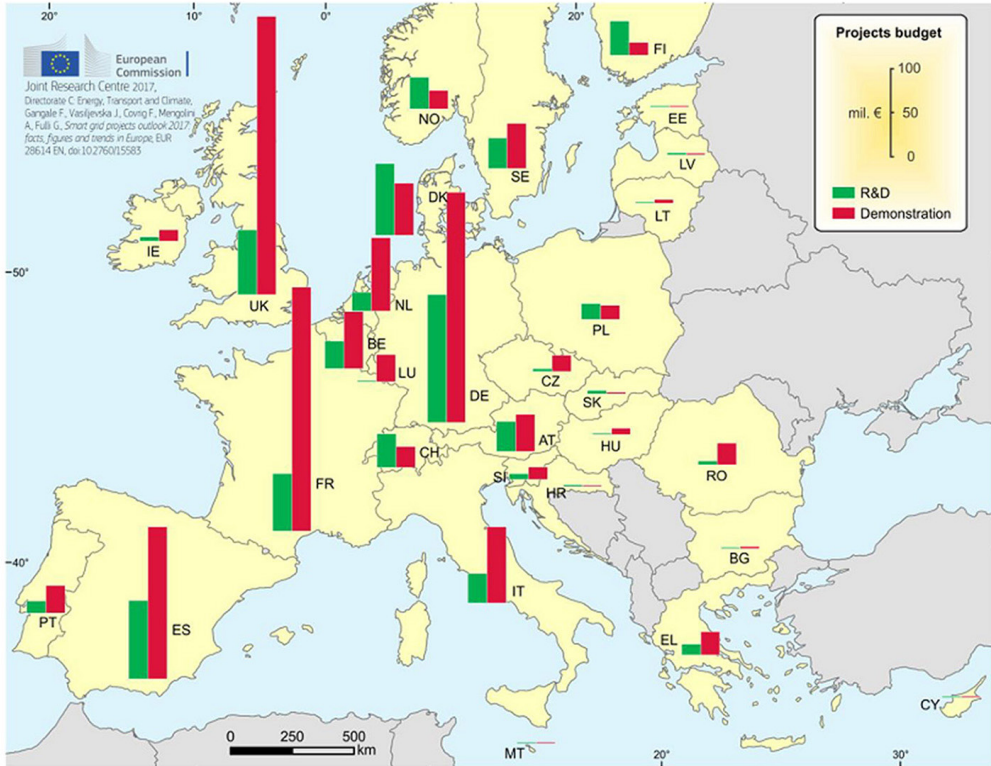 20°
10°
0°
20°
European
Commission
Joint Research Centre 2017,
Directorate C: Energy, Transport and Climate,
Gangale F., Vasiljevska J., Covrig F., Mengolini
A., Fulli G., Smart grid projects outlook 2017:
facts, figures and trends in Europe, EUR
28614 EN, doi:10.2760/15583
Projects budget
100
mil. €
50
0
R&D
Demonstration
FI
NO
SE
EE
LV
LT
DK
IE
UK
50°
NL
PL
BE
LU
CZ
SK
DE
AT
HU
CH
SI
HR
RO
FR
BG
40°
IT
PT
ES
EL
CY
MT
0 250 500
km
20°
30°